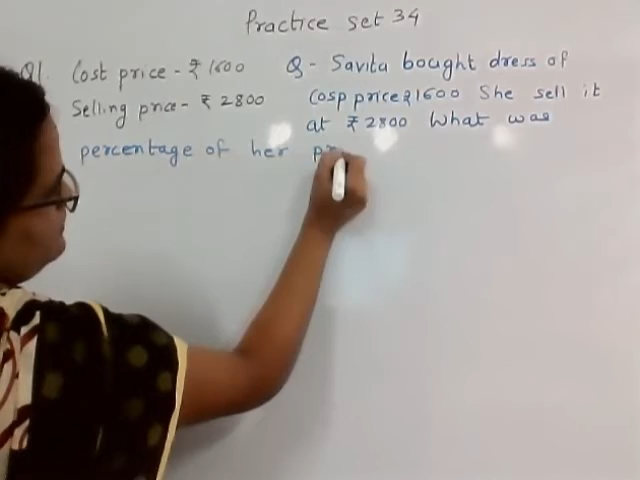 Practice set 34
Q1. Cost price - ₹ 1600 Q - Savita bought dress of
Selling price - ₹ 2800 Cosp price ₹1600 She sell it
at ₹ 2800 What was
percentage of her pr